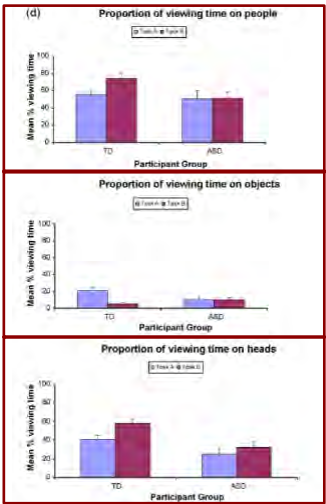 (d)
Proportion of viewing time on people
Task A Task B
Mean % viewing time
100
80
60
40
20
0
TD ASD
Participant Group
Proportion of viewing time on objects
Task A Task B
Mean % viewing time
100
80
60
40
20
0
TD ASD
Participant Group
Proportion of viewing time on heads
Task A Task B
Mean % viewing time
100
80
60
40
20
0
TD ASD
Participant Group